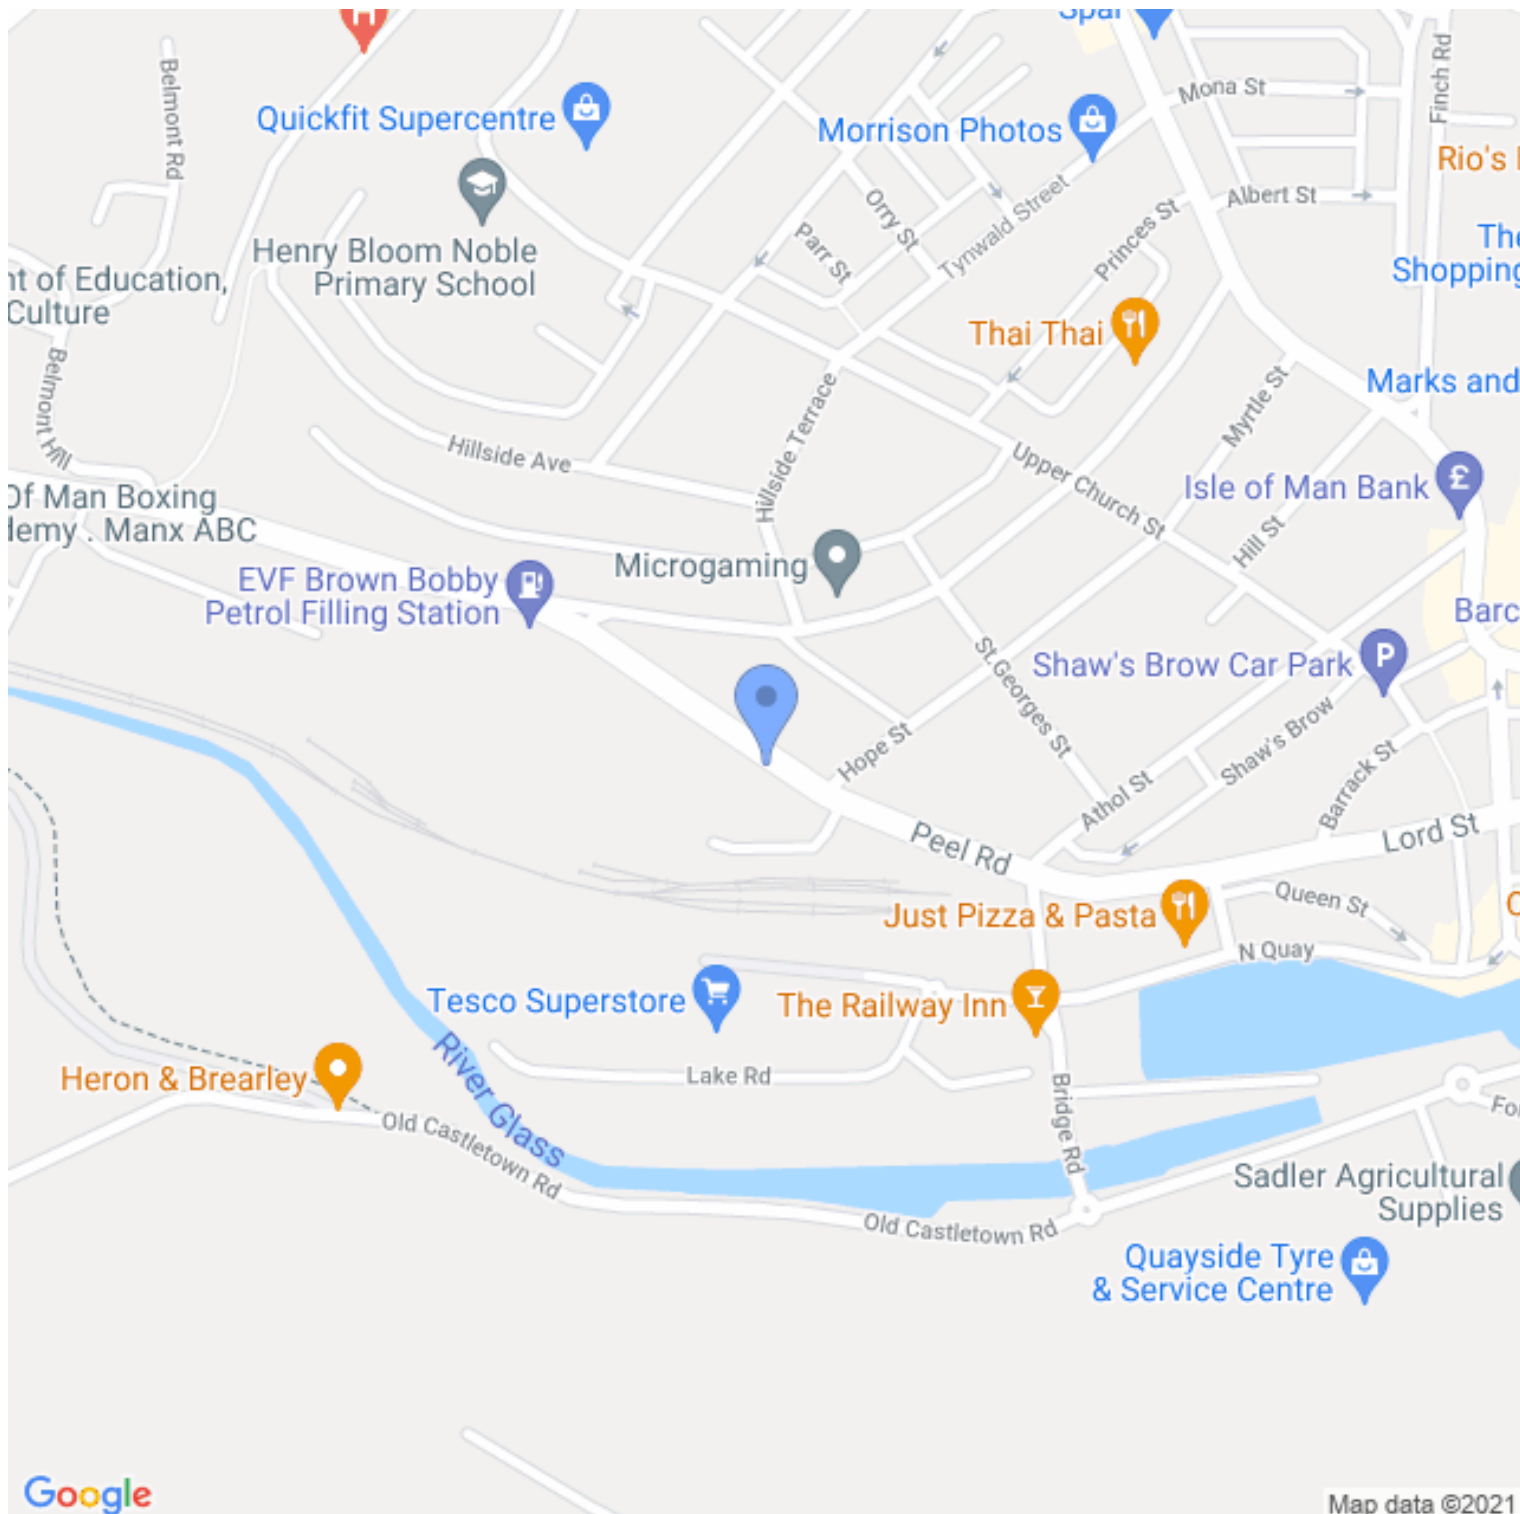 Spar
Belmont Rd
Finch Rd
Mona St
Quickfit Supercentre
Morrison Photos
Rio's
Albert St
Orry St
Tynwald Street
Princes St
Parr St
Henry Bloom Noble
Primary School
The
Shopping
nt of Education,
Culture
Thai Thai
Belmont Hill
Marks and
Myrtle St
Hillside Terrace
Hillside Ave
Upper Church St
Isle of Man Bank
Of Man Boxing
demy . Manx ABC
Hill St
Microgaming
EVF Brown Bobby
Petrol Filling Station
Barc
St.Georges St
Shaw's Brow Car Park
Hope St
Shaw's Brow
Barrack St
Athol St
Peel Rd
Lord St
Queen St
Just Pizza & Pasta
N Quay
Tesco Superstore
The Railway Inn
River Glass
Heron & Brearley
Lake Rd
Bridge Rd
For
Old Castletown Rd
Old Castletown Rd
Sadler Agricultural
Supplies
Quayside Tyre
& Service Centre
Google
Map data ©2021